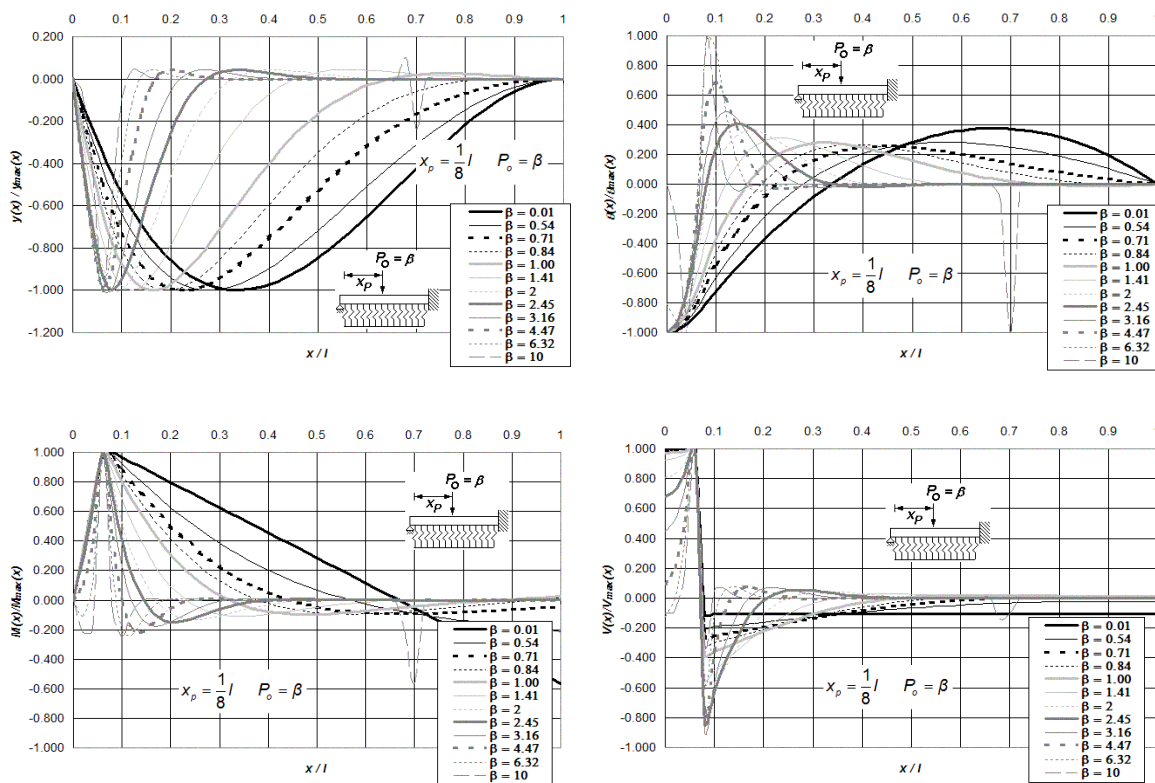 0 0.1 0.2 0.3 0.4 0.5 0.6 0.7 0.8 0.9 1
0.200
0.000
-0.200
-0.400
-0.600
-0.800
-1.000
-1.200
y(x) / ymax(x)
x / l
x_p = 1/8 l P_o = β
P_O = β
x_P
β = 0.01
β = 0.54
β = 0.71
β = 0.84
β = 1.00
β = 1.41
β = 2
β = 2.45
β = 3.16
β = 4.47
β = 6.32
β = 10
0 0.1 0.2 0.3 0.4 0.5 0.6 0.7 0.8 0.9 1
1.000
0.800
0.600
0.400
0.200
0.000
-0.200
-0.400
-0.600
-0.800
-1.000
x / l
P_O = β
x_P
x_p = 1/8 l P_o = β
β = 0.01
β = 0.54
β = 0.71
β = 0.84
β = 1.00
β = 1.41
β = 2
β = 2.45
β = 3.16
β = 4.47
β = 6.32
β = 10
0 0.1 0.2 0.3 0.4 0.5 0.6 0.7 0.8 0.9 1
1.000
0.800
0.600
0.400
0.200
0.000
-0.200
-0.400
-0.600
-0.800
-1.000
M(x)/Mmax(x)
x / l
P_O = β
x_P
x_p = 1/8 l P_o = β
β = 0.01
β = 0.54
β = 0.71
β = 0.84
β = 1.00
β = 1.41
β = 2
β = 2.45
β = 3.16
β = 4.47
β = 6.32
β = 10
0 0.1 0.2 0.3 0.4 0.5 0.6 0.7 0.8 0.9 1
1.000
0.800
0.600
0.400
0.200
0.000
-0.200
-0.400
-0.600
-0.800
-1.000
V(x)/Vmax(x)
x / l
P_O = β
x_P
x_p = 1/8 l P_o = β
β = 0.01
β = 0.54
β = 0.71
β = 0.84
β = 1.00
β = 1.41
β = 2
β = 2.45
β = 3.16
β = 4.47
β = 6.32
β = 10